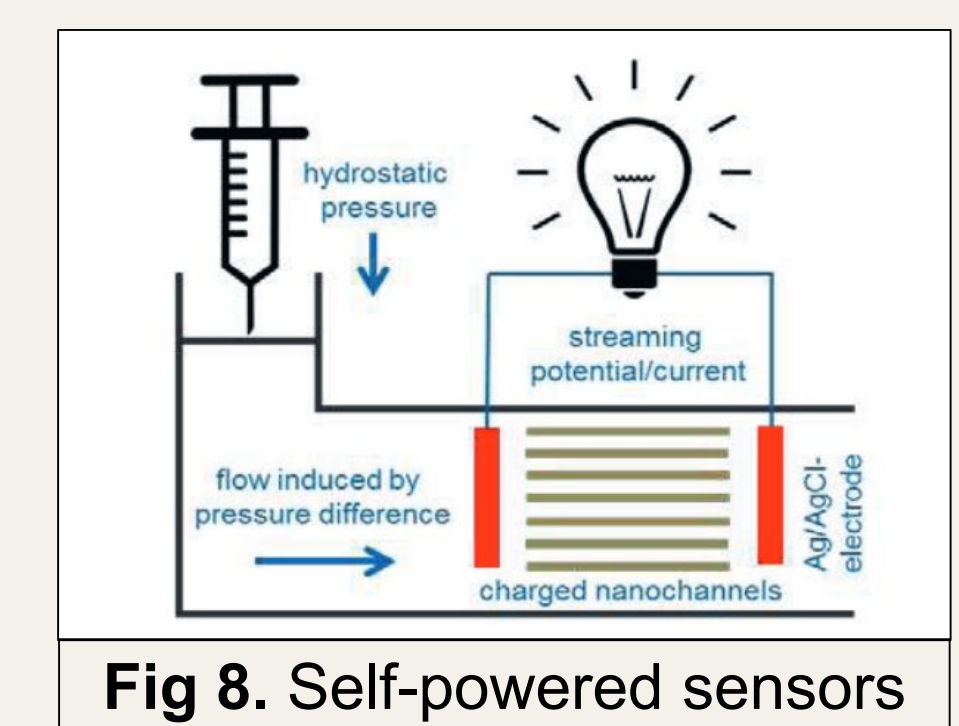 hydrostatic
pressure
streaming
potential/current
flow induced by
pressure difference
Ag/AgCl-
electrode
charged nanochannels
Fig 8. Self-powered sensors